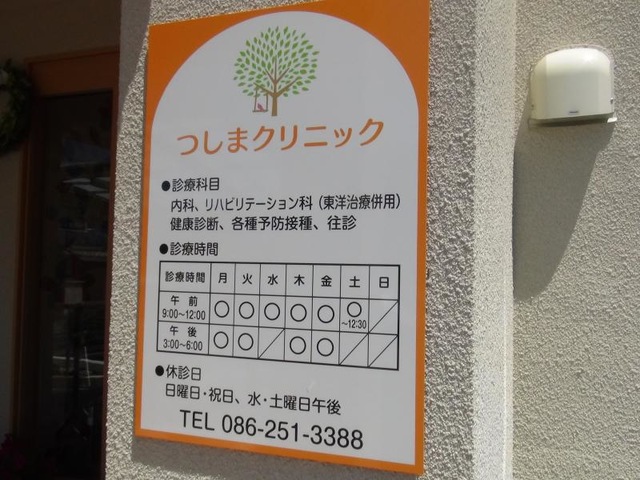 つしまクリニック
●診療科目
内科、リハビリテーション科（東洋治療併用）
健康診断、各種予防接種、往診
●診療時間
診療時間 月 火 水 木 金 土 日
午前 9:00〜12:00 ○ ○ ○ ○ ○ ○〜12:30 ／
午後 3:00〜6:00 ○ ○ ／ ○ ○ ／ ／
●休診日
日曜日・祝日、水・土曜日午後
TEL 086-251-3388